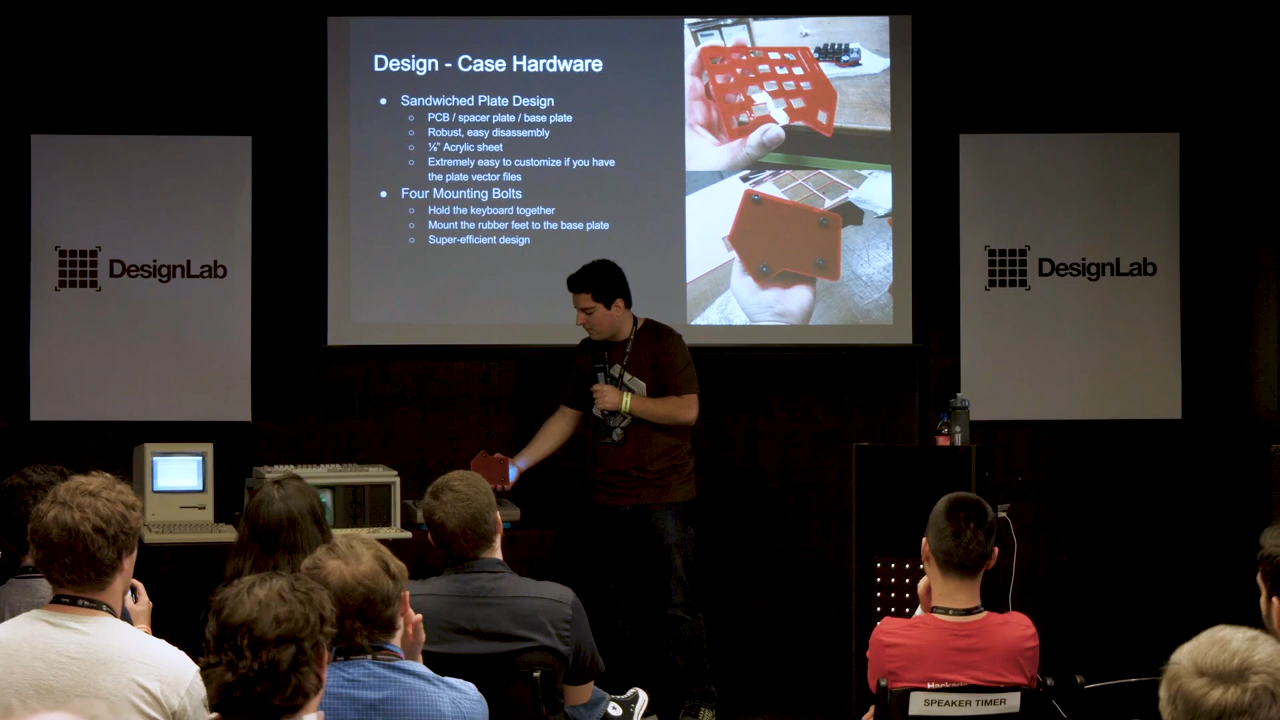 Design - Case Hardware
● Sandwiched Plate Design
○ PCB / spacer plate / base plate
○ Robust, easy disassembly
○ ⅛" Acrylic sheet
○ Extremely easy to customize if you have
the plate vector files
● Four Mounting Bolts
○ Hold the keyboard together
○ Mount the rubber feet to the base plate
○ Super-efficient design
DesignLab
DesignLab
SPEAKER TIMER